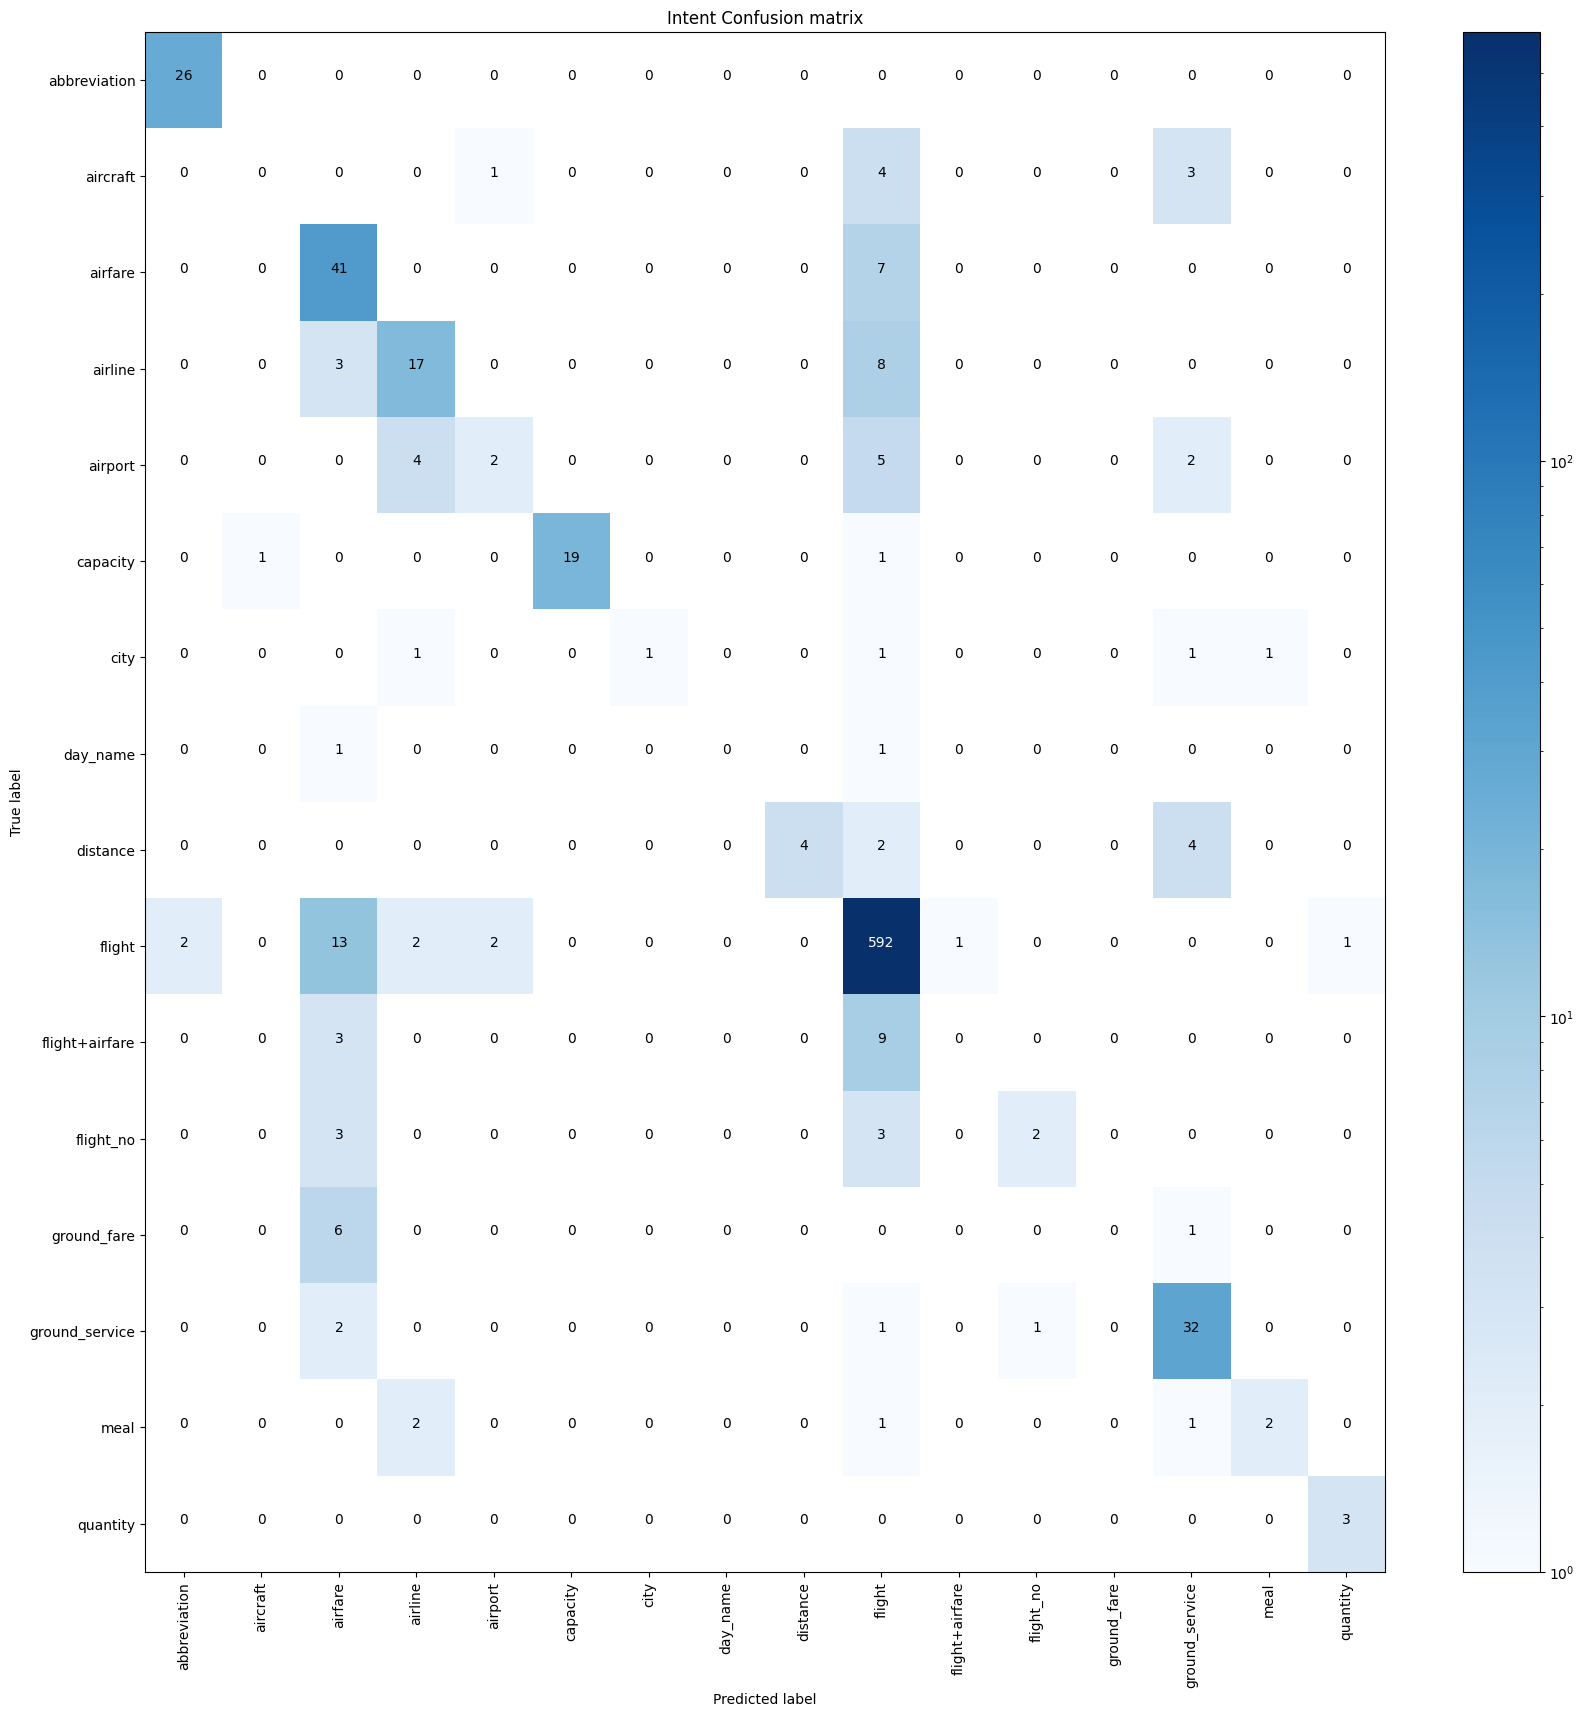 Intent Confusion matrix
abbreviation 26 0 0 0 0 0 0 0 0 0 0 0 0 0 0 0
aircraft 0 0 0 0 1 0 0 0 0 4 0 0 0 3 0 0
airfare 0 0 41 0 0 0 0 0 0 7 0 0 0 0 0 0
airline 0 0 3 17 0 0 0 0 0 8 0 0 0 0 0 0
airport 0 0 0 4 2 0 0 0 0 5 0 0 0 2 0 0
capacity 0 1 0 0 0 19 0 0 0 1 0 0 0 0 0 0
city 0 0 0 1 0 0 1 0 0 1 0 0 0 1 1 0
day_name 0 0 1 0 0 0 0 0 0 1 0 0 0 0 0 0
distance 0 0 0 0 0 0 0 0 4 2 0 0 0 4 0 0
flight 2 0 13 2 2 0 0 0 0 592 1 0 0 0 0 1
flight+airfare 0 0 3 0 0 0 0 0 0 9 0 0 0 0 0 0
flight_no 0 0 3 0 0 0 0 0 0 3 0 2 0 0 0 0
ground_fare 0 0 6 0 0 0 0 0 0 0 0 0 0 1 0 0
ground_service 0 0 2 0 0 0 0 0 0 1 0 1 0 32 0 0
meal 0 0 0 2 0 0 0 0 0 1 0 0 0 1 2 0
quantity 0 0 0 0 0 0 0 0 0 0 0 0 0 0 0 3
True label
abbreviation
aircraft
airfare
airline
airport
capacity
city
day_name
distance
flight
flight+airfare
flight_no
ground_fare
ground_service
meal
quantity
Predicted label
10²
10¹
10⁰